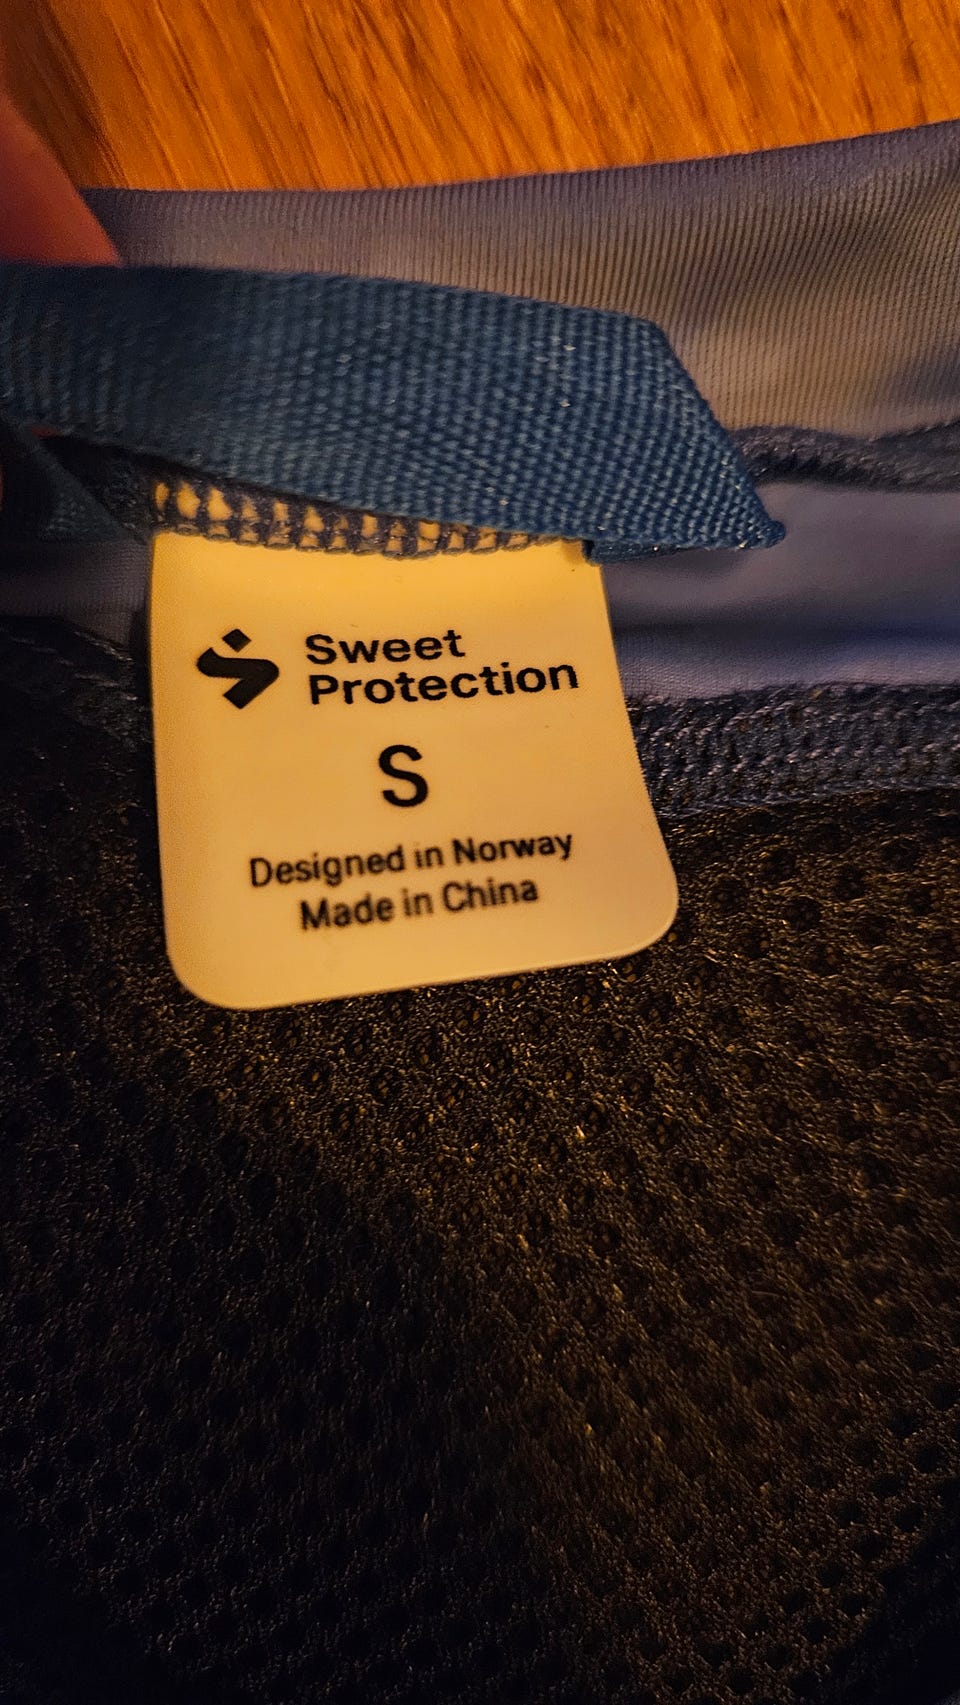 Sweet
Protection
S
Designed in Norway
Made in China